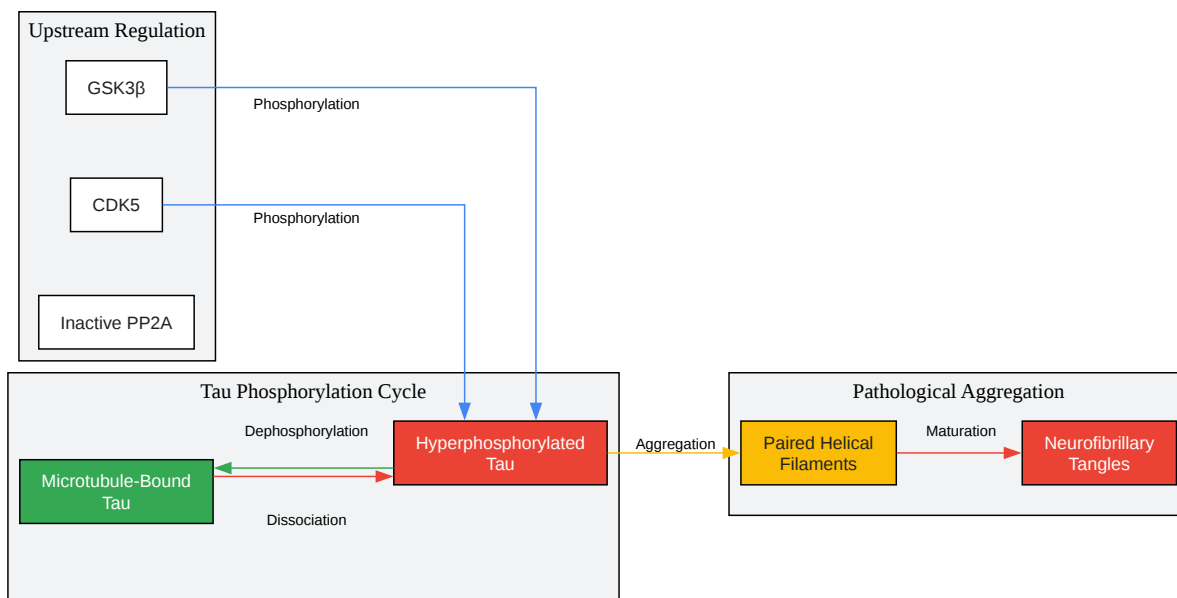 Upstream Regulation
GSK3β
Phosphorylation
CDK5
Phosphorylation
Inactive PP2A
Tau Phosphorylation Cycle
Dephosphorylation
Hyperphosphorylated
Tau
Microtubule-Bound
Tau
Dissociation
Aggregation
Pathological Aggregation
Paired Helical
Filaments
Maturation
Neurofibrillary
Tangles